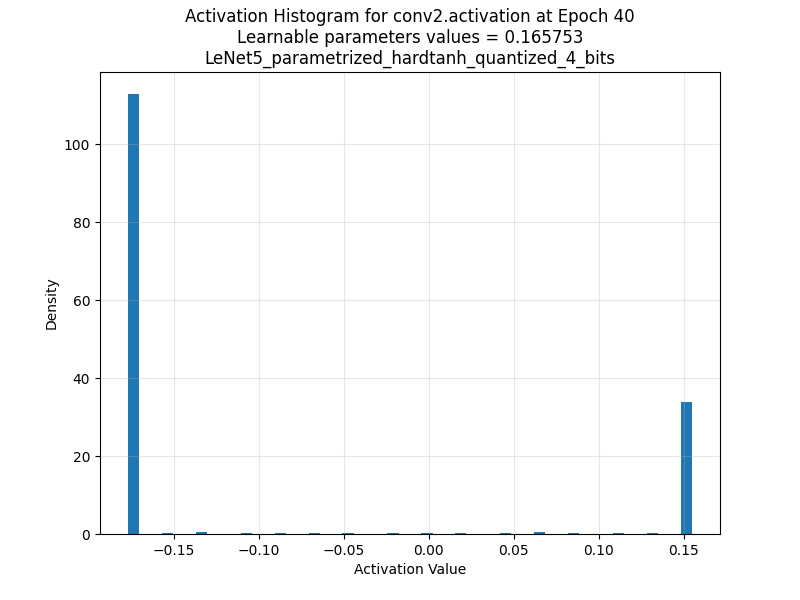 Activation Histogram for conv2.activation at Epoch 40
Learnable parameters values = 0.165753
LeNet5_parametrized_hardtanh_quantized_4_bits
100
80
60
40
20
0
Density
−0.15 −0.10 −0.05 0.00 0.05 0.10 0.15
Activation Value